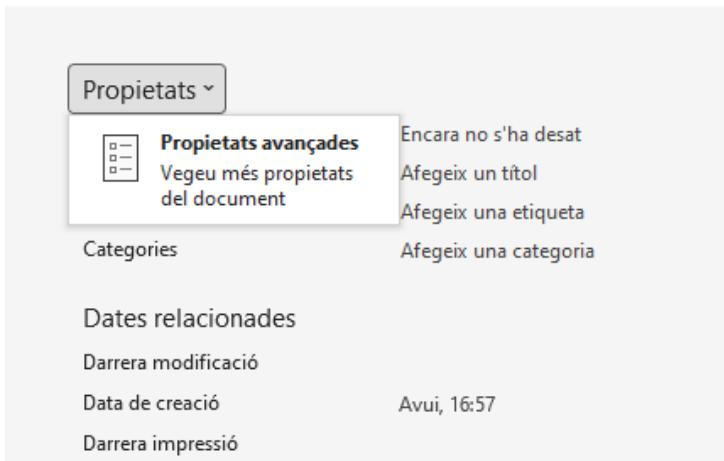 Propietats
Propietats avançades
Vegeu més propietats
del document
Encara no s'ha desat
Afegeix un títol
Afegeix una etiqueta
Categories
Afegeix una categoria
Dates relacionades
Darrera modificació
Data de creació
Avui, 16:57
Darrera impressió